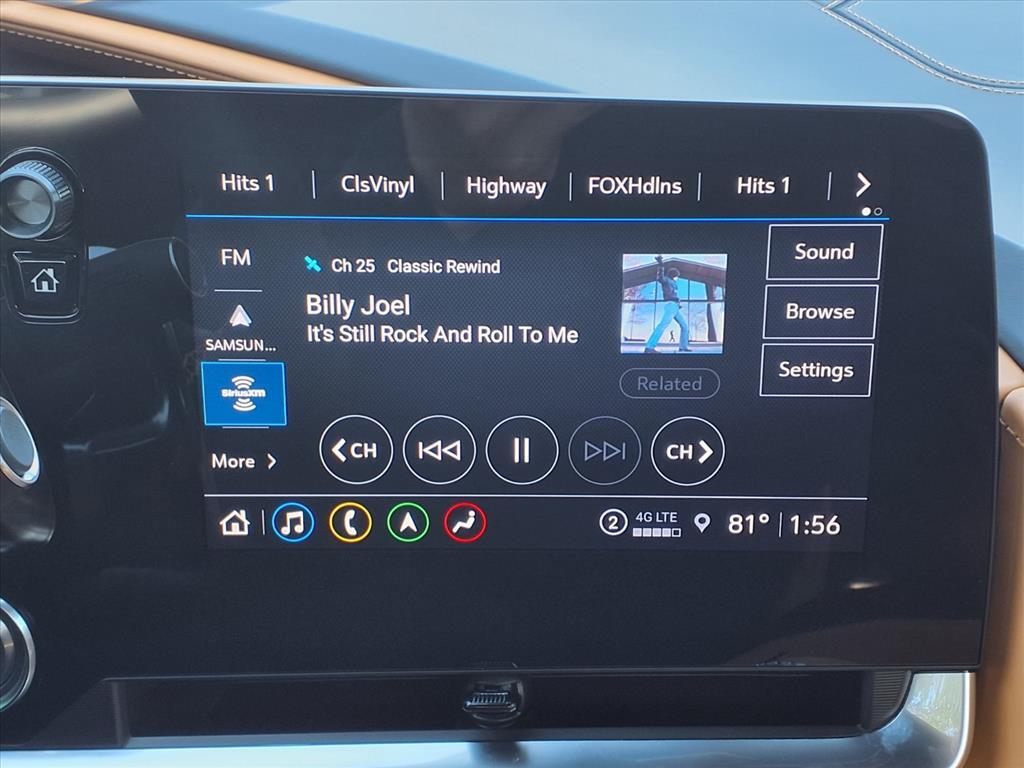 Hits 1 ClsVinyl Highway FOXHdlns Hits 1
FM
Ch 25 Classic Rewind
Sound
Billy Joel
It's Still Rock And Roll To Me
Browse
SAMSUN...
Related
Settings
SiriusXM
More
CH
CH
2 4G LTE 81° 1:56